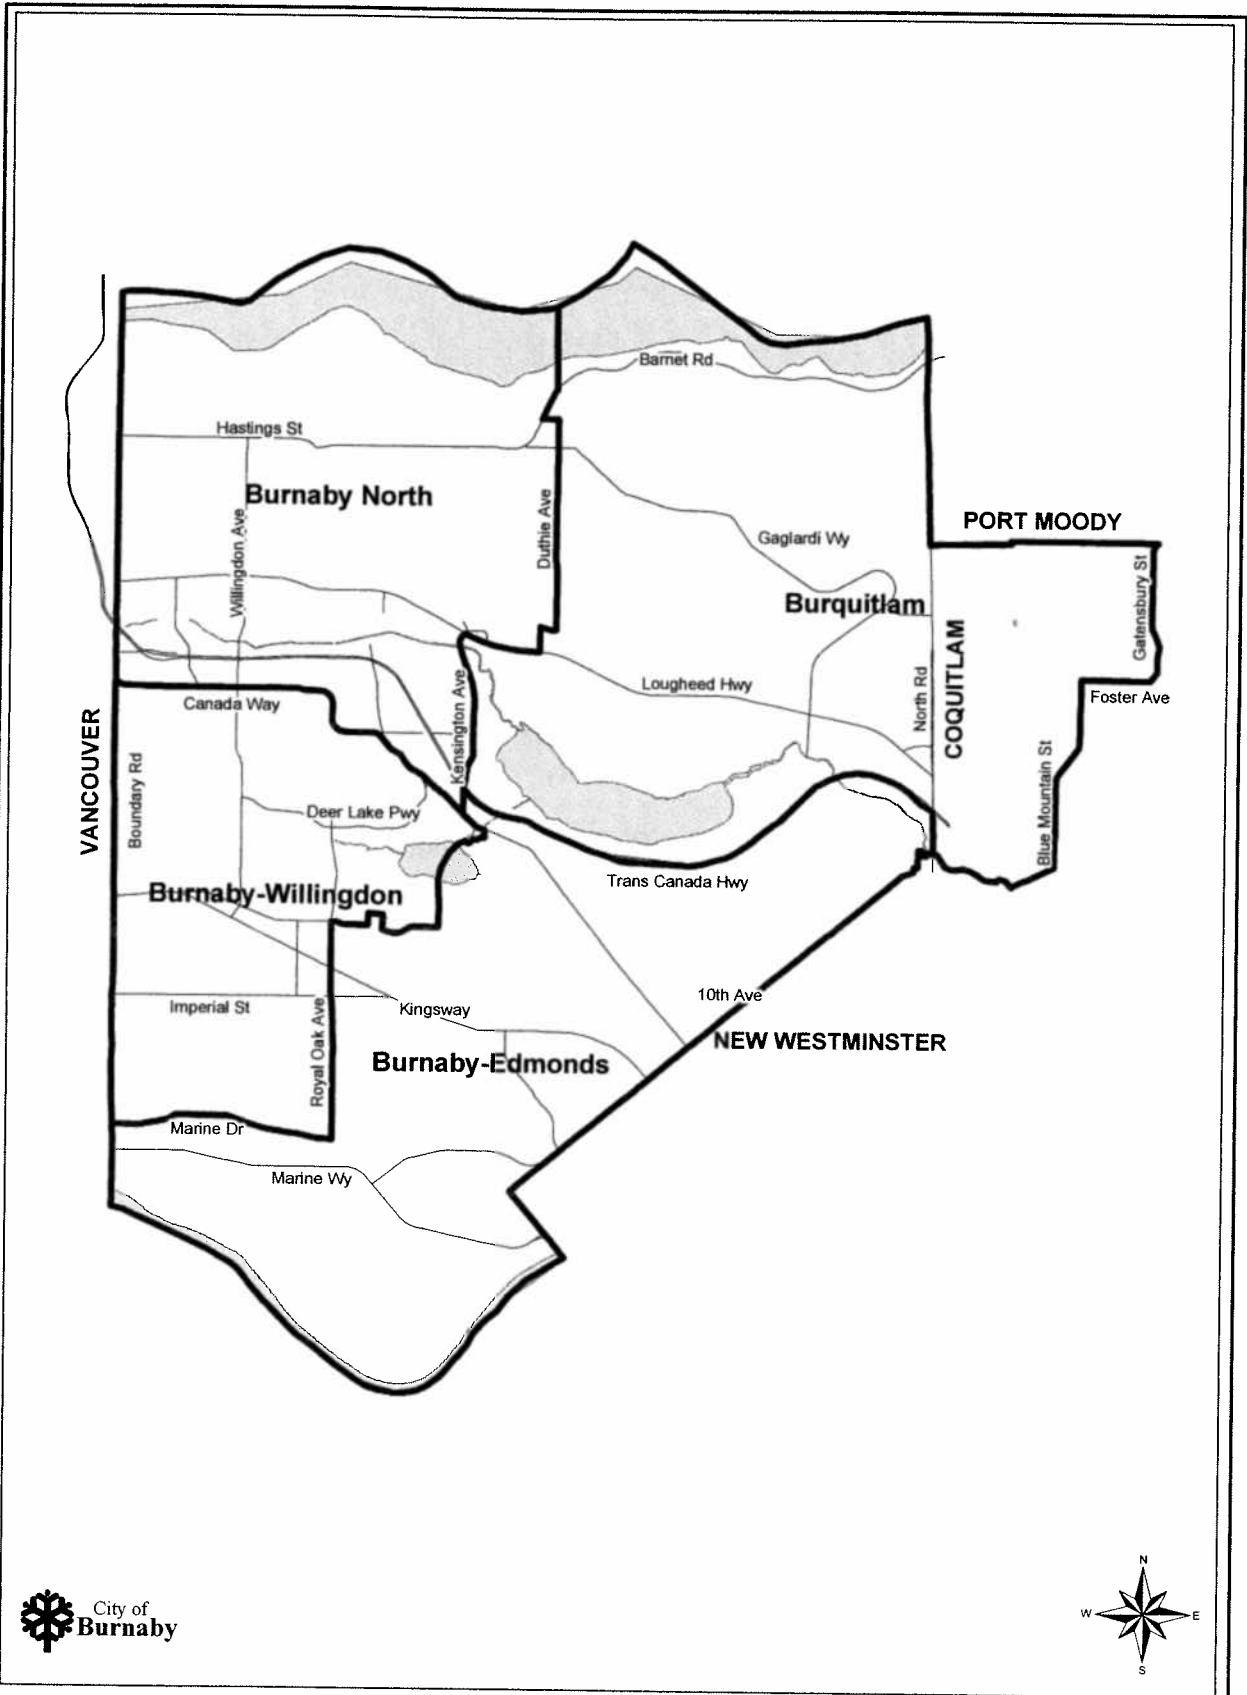 Barnet Rd
Hastings St
Burnaby North
Willingdon Ave
Duthie Ave
PORT MOODY
Gaglardi Wy
Burquitlam
Gatensbury St
COQUITLAM
North Rd
Lougheed Hwy
Kensington Ave
Foster Ave
Canada Way
VANCOUVER
Boundary Rd
Deer Lake Pwy
Blue Mountain St
Trans Canada Hwy
Burnaby-Willingdon
10th Ave
Imperial St
Royal Oak Ave
Kingsway
NEW WESTMINSTER
Burnaby-Edmonds
Marine Dr
Marine Wy
City of
Burnaby
N
W
E
S